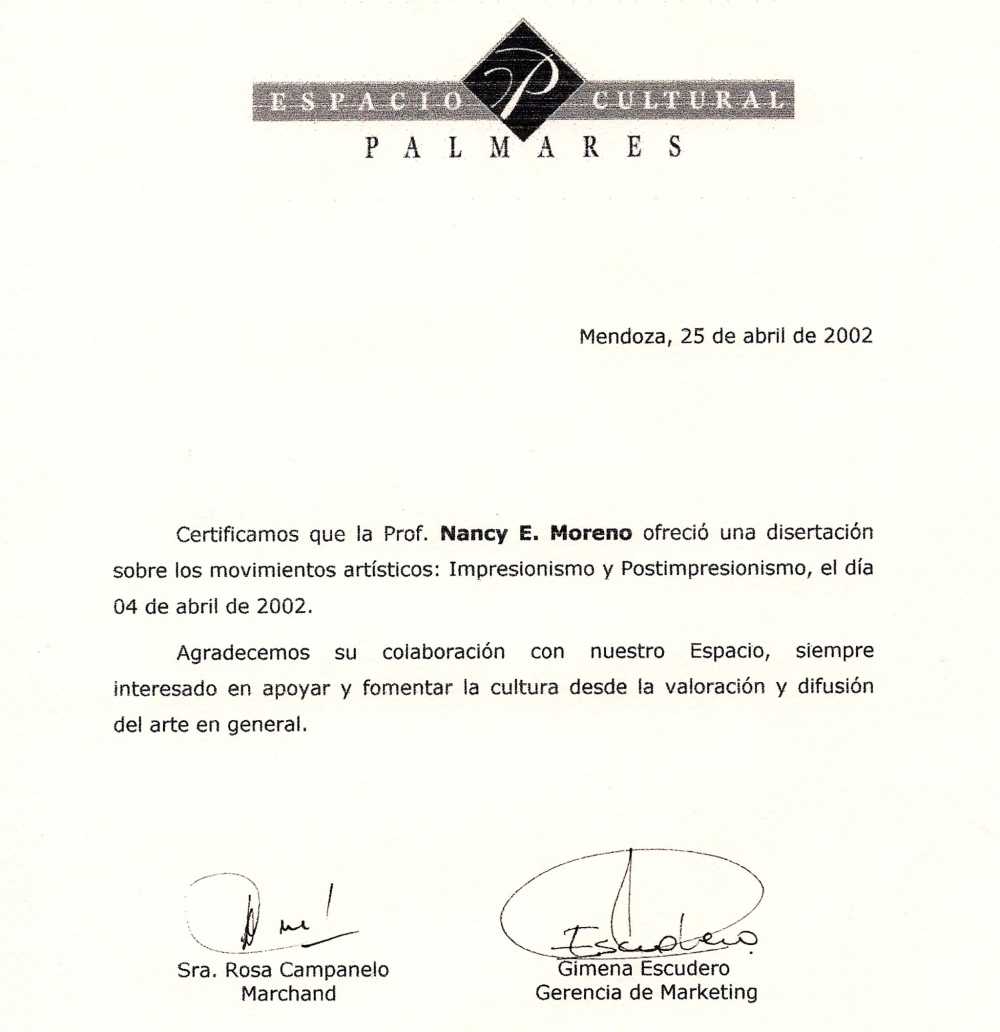 ESPACIO P CULTURAL
PALMARES
Mendoza, 25 de abril de 2002
Certificamos que la Prof. Nancy E. Moreno ofreció una disertación
sobre los movimientos artísticos: Impresionismo y Postimpresionismo, el día
04 de abril de 2002.
Agradecemos su colaboración con nuestro Espacio, siempre
interesado en apoyar y fomentar la cultura desde la valoración y difusión
del arte en general.
Escudero
Sra. Rosa Campanelo
Marchand
Gimena Escudero
Gerencia de Marketing